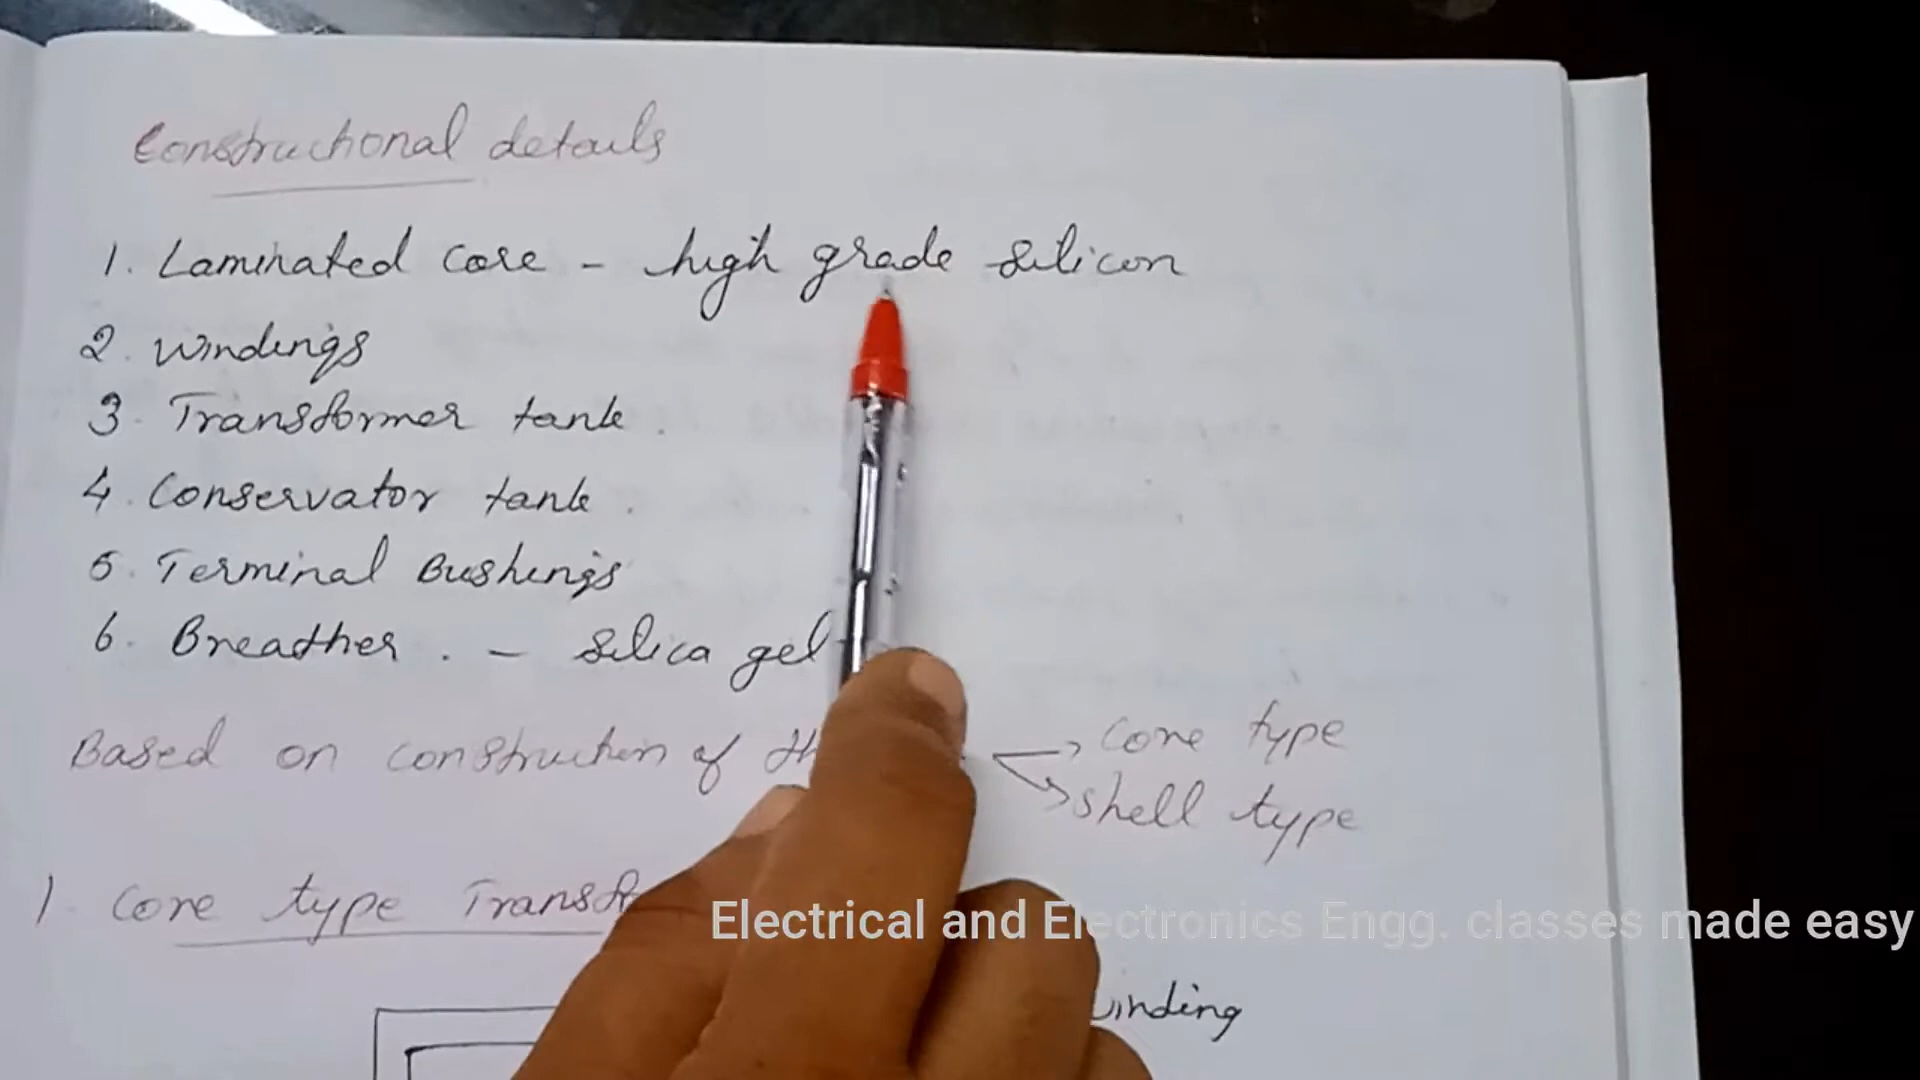 Constructional details
1. Laminated core - high grade silicon
2. Windings
3. Transformer tank.
4. Conservator tank.
5. Terminal Bushings
6. Breather. - Silica gel
Based on construction of
core type
shell type
1. Core type
Electrical and Electronics Engg. classes made easy